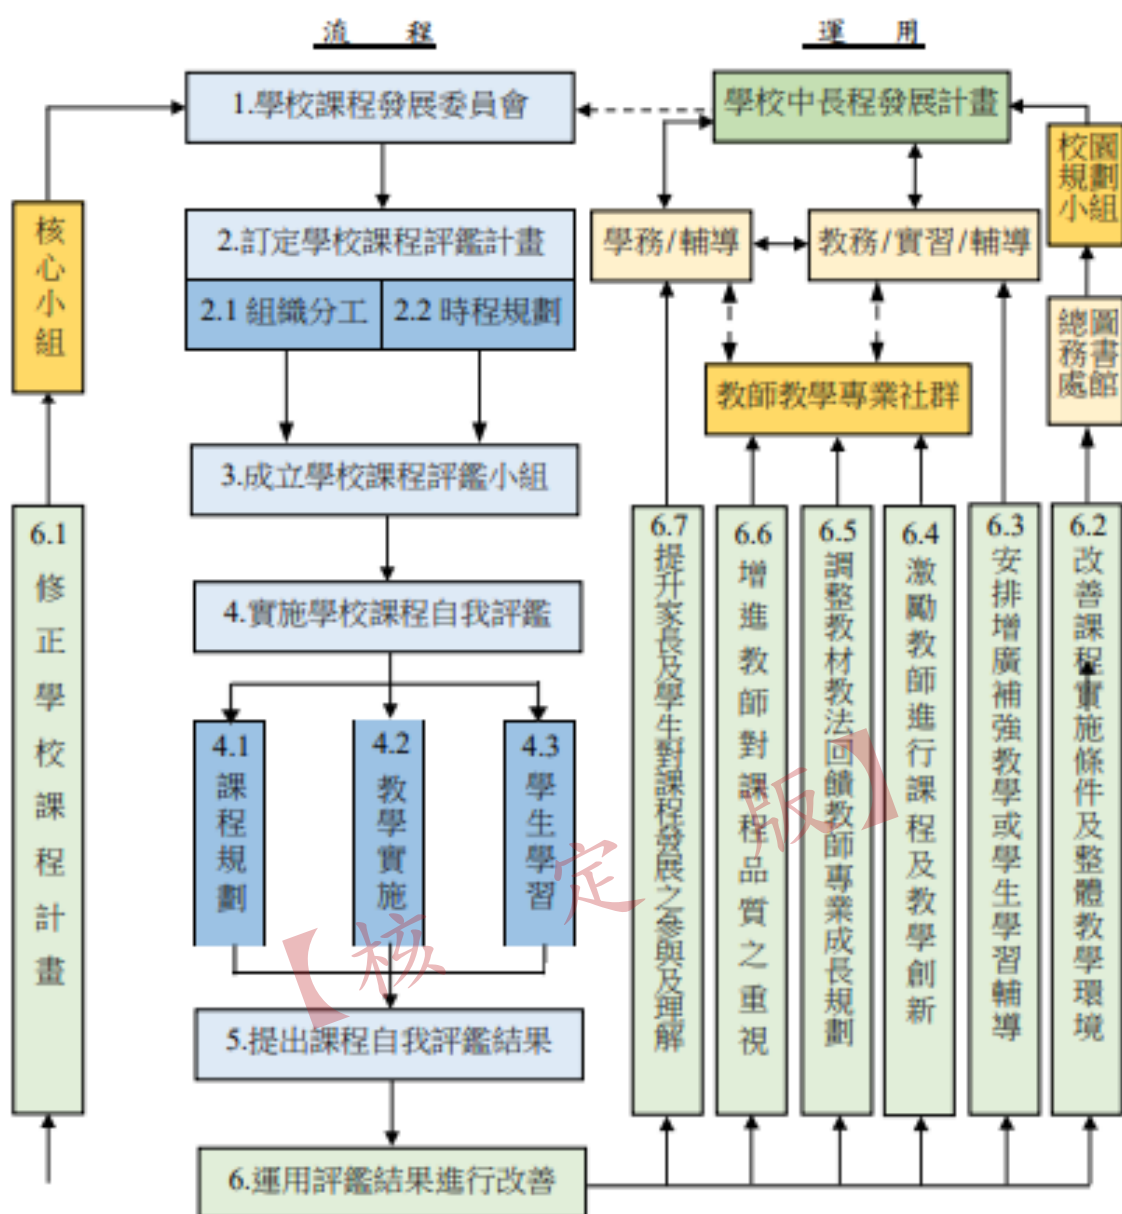 流 程
運 用
1.學校課程發展委員會
學校中長程發展計畫
校園
規劃
小組
核心小組
2.訂定學校課程評鑑計畫
2.1 組織分工
2.2 時程規劃
學務/輔導
教務/實習/輔導
總務處
圖書館
教師教學專業社群
3.成立學校課程評鑑小組
4.實施學校課程自我評鑑
4.1 課程規劃
4.2 教學實施
4.3 學生學習
5.提出課程自我評鑑結果
6.運用評鑑結果進行改善
6.1 修正學校課程計畫
6.7 提升家長及學生對課程發展之參與及理解
6.6 增進教師對課程品質之重視
6.5 調整教材教法回饋教師專業成長規劃
6.4 激勵教師進行課程及教學創新
6.3 安排增廣補強教學或學生學習輔導
6.2 改善課程實施條件及整體教學環境
【核定版】